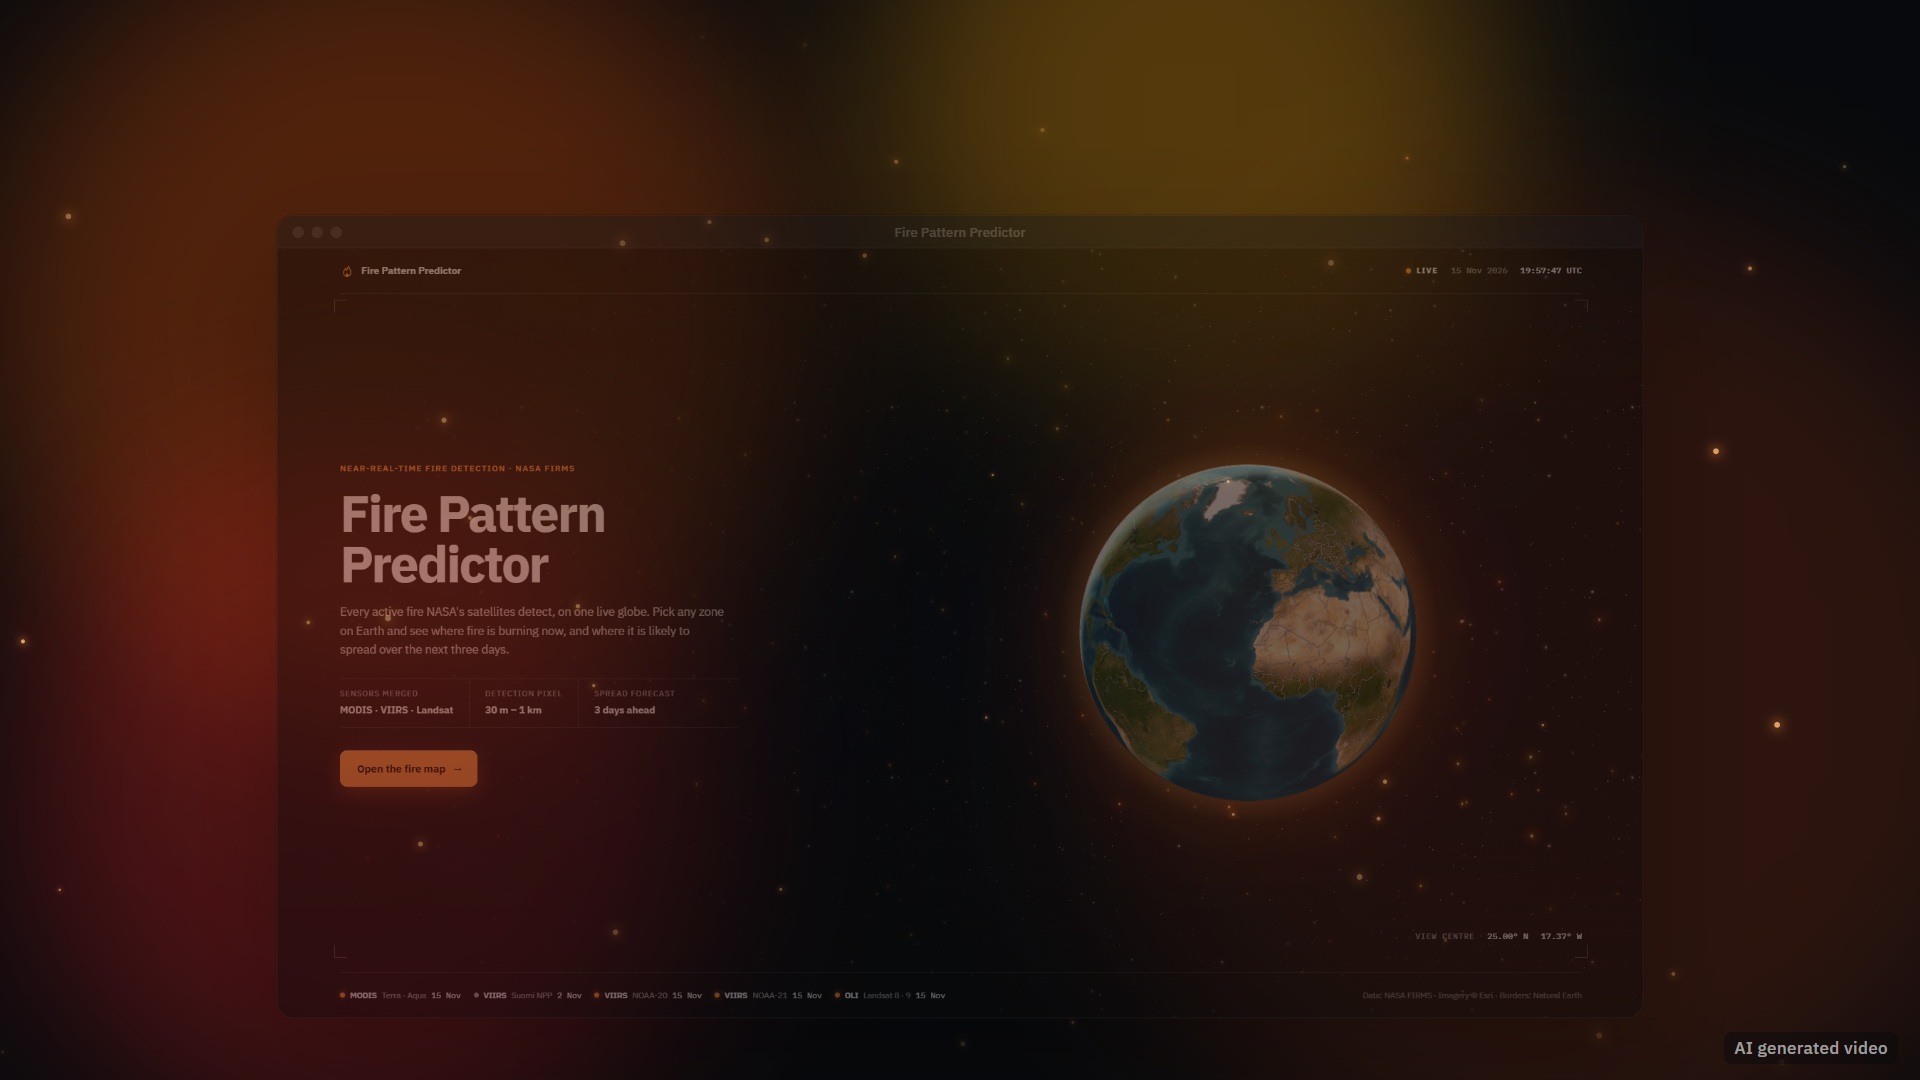 Fire Pattern Predictor
Fire Pattern Predictor
LIVE 15 Nov 2026 19:57:47 UTC
NEAR-REAL-TIME FIRE DETECTION · NASA FIRMS
Fire Pattern
Predictor
Every active fire NASA's satellites detect, on one live globe. Pick any zone
on Earth and see where fire is burning now, and where it is likely to
spread over the next three days.
SENSORS MERGED DETECTION PIXEL SPREAD FORECAST
MODIS · VIIRS · Landsat 30 m – 1 km 3 days ahead
Open the fire map →
VIEW CENTRE · 25.00° N 17.37° W
MODIS Terra · Aqua 15 Nov VIIRS Suomi NPP 2 Nov VIIRS NOAA-20 15 Nov VIIRS NOAA-21 15 Nov OLI Landsat 8 · 9 15 Nov
Data: NASA FIRMS · Imagery © Esri · Borders: Natural Earth
AI generated video